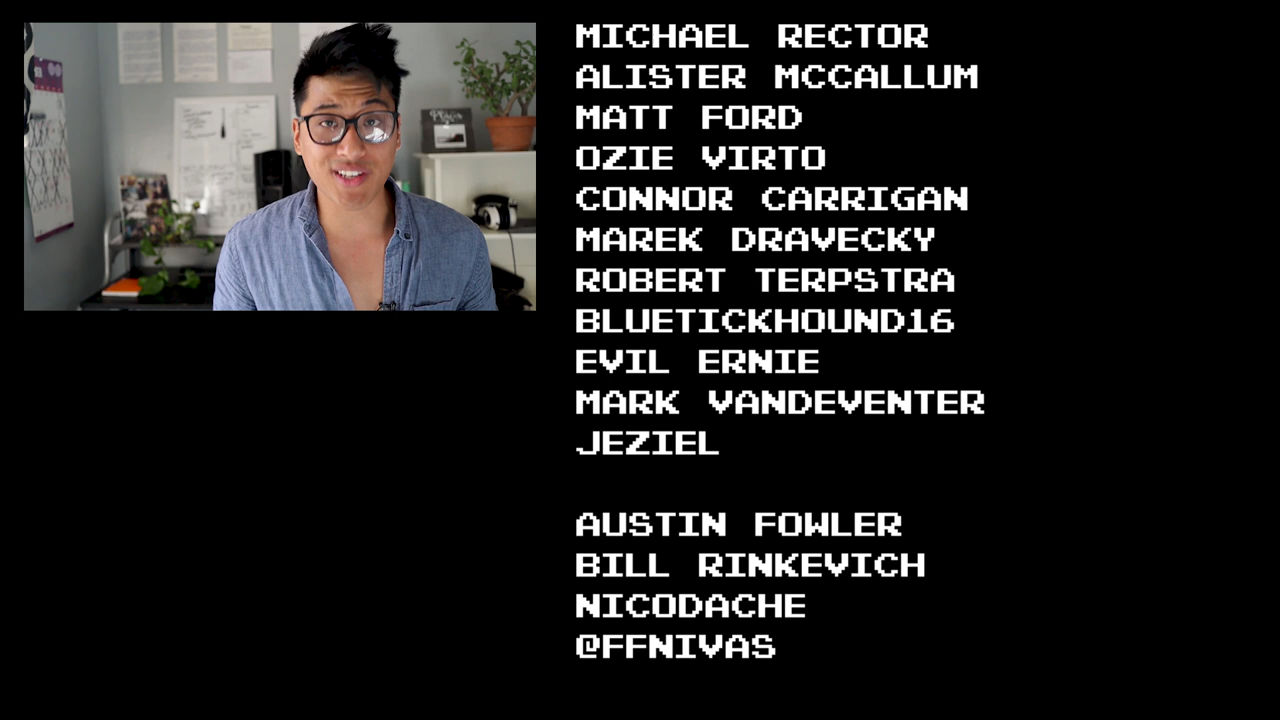 MICHAEL RECTOR
ALISTER MCCALLUM
MATT FORD
OZIE VIRTO
CONNOR CARRIGAN
MAREK DRAVECKY
ROBERT TERPSTRA
BLUETICKHOUND16
EVIL ERNIE
MARK VANDEVENTER
JEZIEL
AUSTIN FOWLER
BILL RINKEVICH
NICODACHE
@FFNIVAS